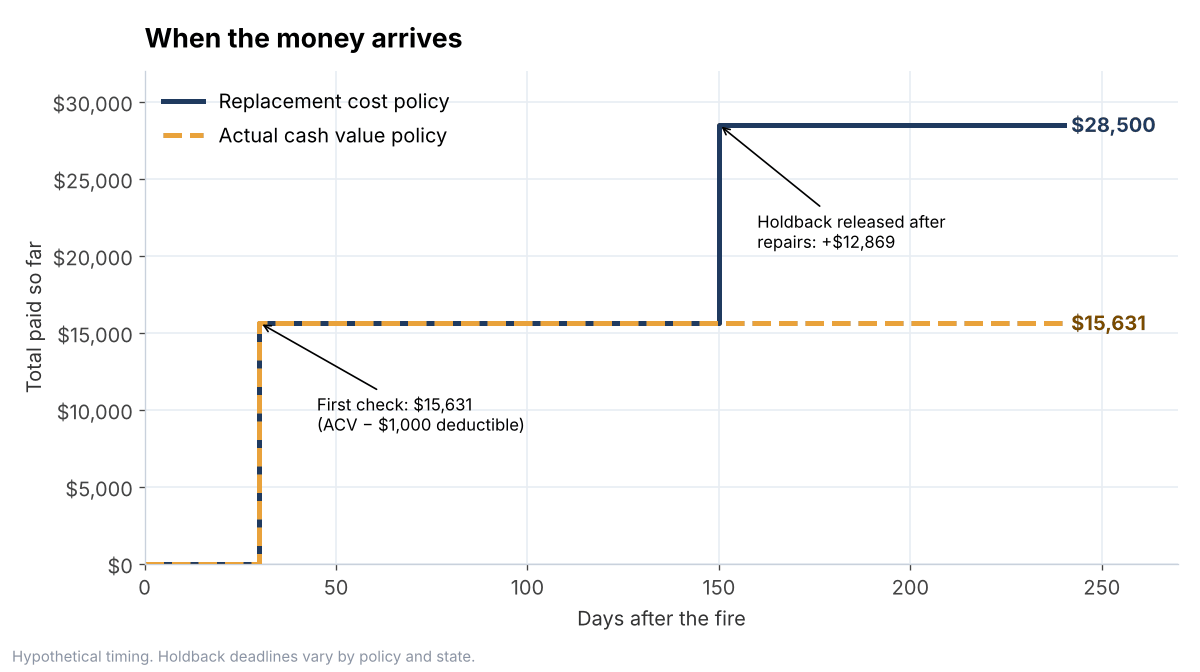 When the money arrives
Replacement cost policy
Actual cash value policy
$30,000
$25,000
$20,000
$15,000
$10,000
$5,000
$0
Total paid so far
$28,500
Holdback released after
repairs: +$12,869
$15,631
First check: $15,631
(ACV − $1,000 deductible)
0
50
100
150
200
250
Days after the fire
Hypothetical timing. Holdback deadlines vary by policy and state.